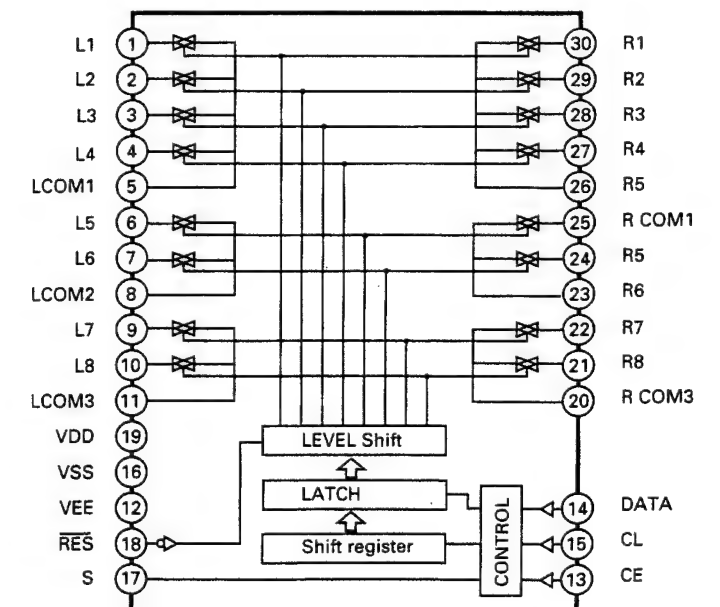 L1 1 30 R1
L2 2 29 R2
L3 3 28 R3
L4 4 27 R4
LCOM1 5 26 R5
L5 6 25 R COM1
L6 7 24 R5
LCOM2 8 23 R6
L7 9 22 R7
L8 10 21 R8
LCOM3 11 20 R COM3
VDD 19
LEVEL Shift
VSS 16
LATCH
VEE 12 14 DATA
RES 18 Shift register CONTROL 15 CL
S 17 13 CE